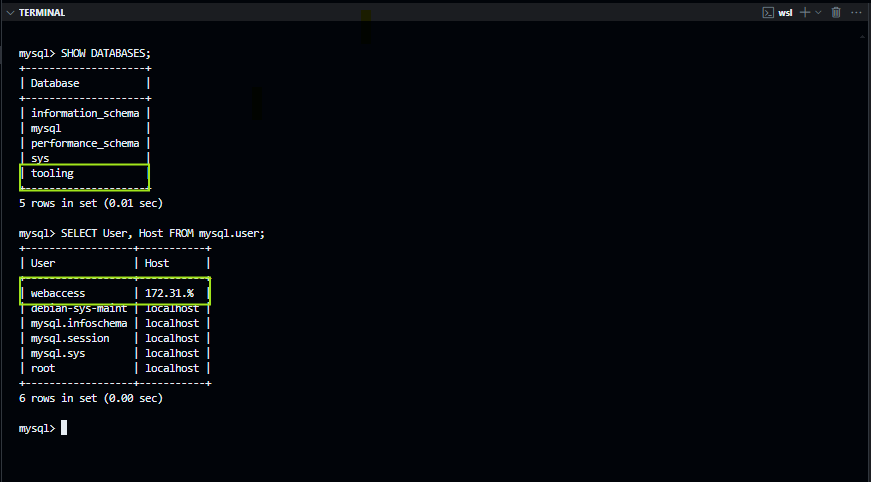 TERMINAL
wsl
mysql> SHOW DATABASES;
+--------------------+
| Database           |
+--------------------+
| information_schema |
| mysql              |
| performance_schema |
| sys                |
| tooling            |
+--------------------+
5 rows in set (0.01 sec)
mysql> SELECT User, Host FROM mysql.user;
+------------------+-----------+
| User             | Host      |
+------------------+-----------+
| webaccess        | 172.31.%  |
| debian-sys-maint | localhost |
| mysql.infoschema | localhost |
| mysql.session    | localhost |
| mysql.sys        | localhost |
| root             | localhost |
+------------------+-----------+
6 rows in set (0.00 sec)
mysql>